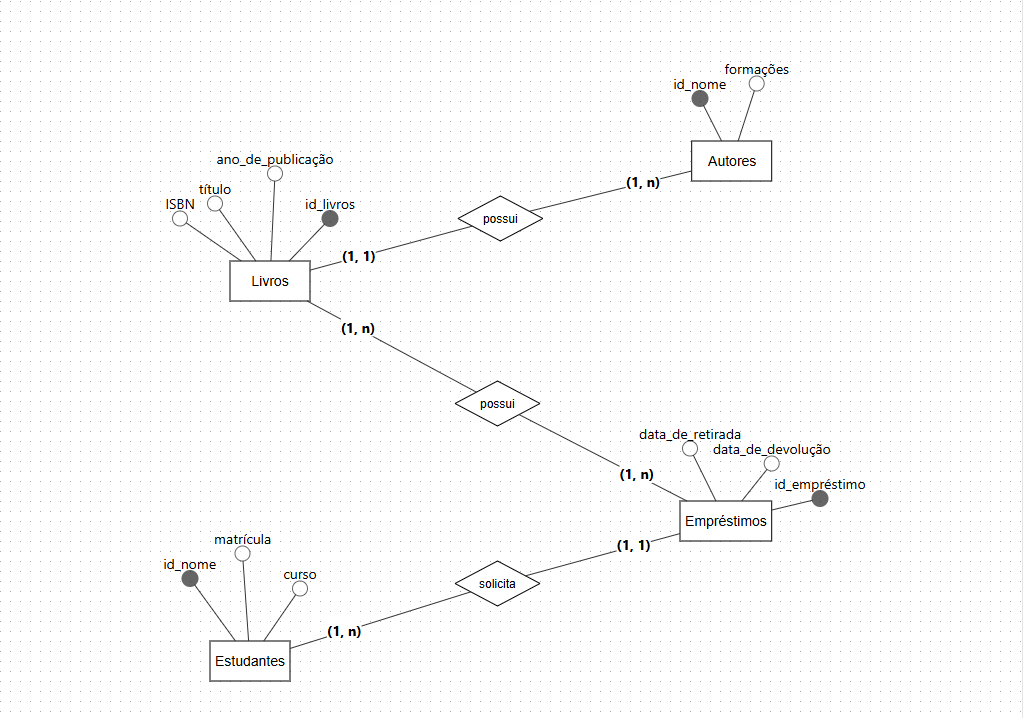 formações
id_nome
Autores
ano_de_publicação
título
ISBN
id_livros
(1, n)
possui
(1, 1)
Livros
(1, n)
possui
data_de_retirada
data_de_devolução
(1, n)
id_empréstimo
Empréstimos
matrícula
(1, 1)
id_nome
curso
solicita
(1, n)
Estudantes